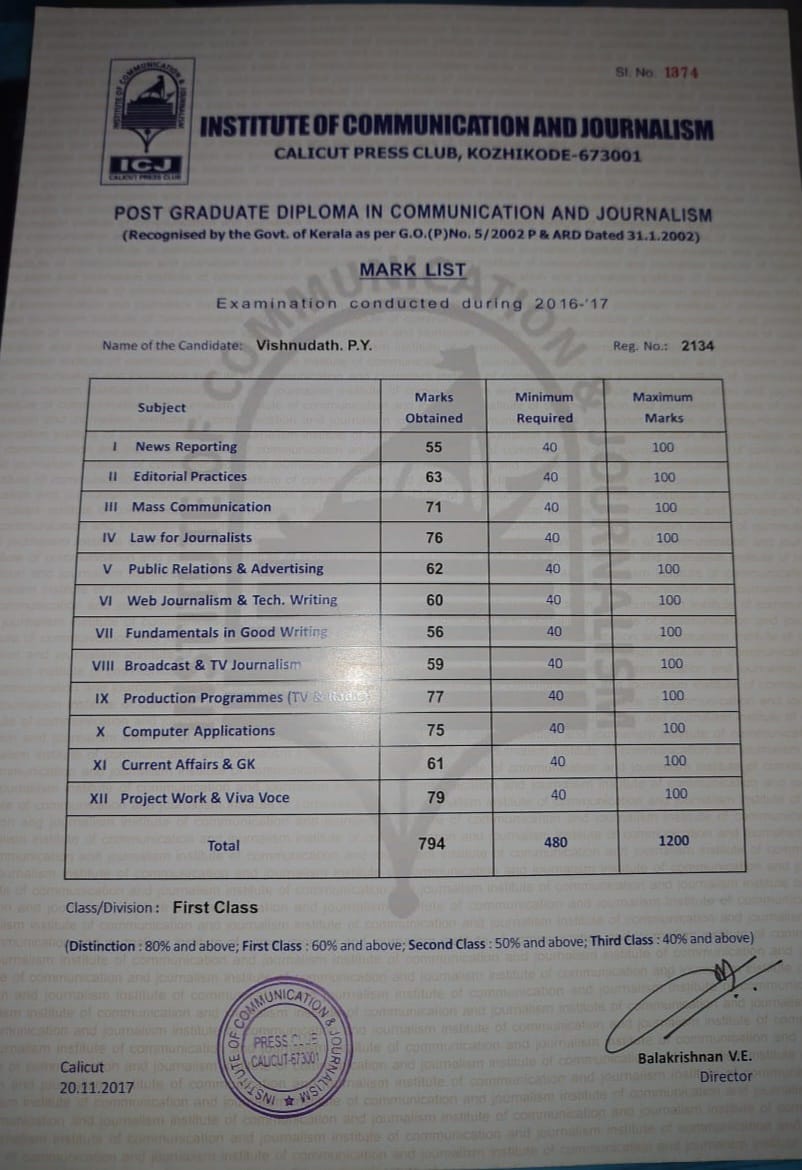 Sl. No. 1374
INSTITUTE OF COMMUNICATION & JOURNALISM
ICJ
CALICUT PRESS CLUB
INSTITUTE OF COMMUNICATION AND JOURNALISM
CALICUT PRESS CLUB, KOZHIKODE-673001
POST GRADUATE DIPLOMA IN COMMUNICATION AND JOURNALISM
(Recognised by the Govt. of Kerala as per G.O.(P)No. 5/2002 P & ARD Dated 31.1.2002)
MARK LIST
Examination conducted during 2016-'17
Name of the Candidate: Vishnudath. P.Y. Reg. No.: 2134
Subject Marks Obtained Minimum Required Maximum Marks
I News Reporting 55 40 100
II Editorial Practices 63 40 100
III Mass Communication 71 40 100
IV Law for Journalists 76 40 100
V Public Relations & Advertising 62 40 100
VI Web Journalism & Tech. Writing 60 40 100
VII Fundamentals in Good Writing 56 40 100
VIII Broadcast & TV Journalism 59 40 100
IX Production Programmes (TV & Radio) 77 40 100
X Computer Applications 75 40 100
XI Current Affairs & GK 61 40 100
XII Project Work & Viva Voce 79 40 100
Total 794 480 1200
Class/Division : First Class
(Distinction : 80% and above; First Class : 60% and above; Second Class : 50% and above; Third Class : 40% and above)
INSTITUTE OF COMMUNICATION & JOURNALISM
PRESS CLUB
CALICUT-673001
Calicut
20.11.2017
Balakrishnan V.E.
Director